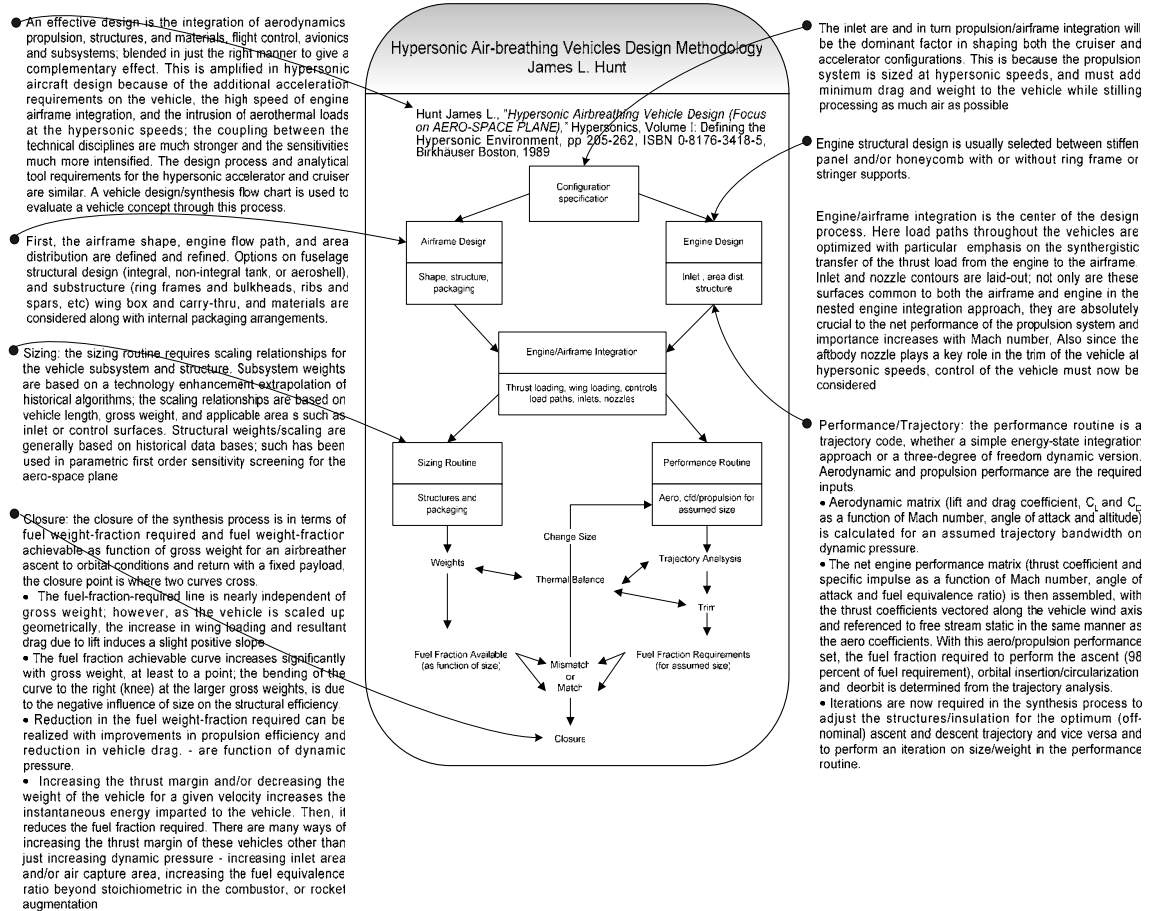 An effective design is the integration of aerodynamics
propulsion, structures, and materials, flight control, avionics
and subsystems; blended in just the right manner to give a
complementary effect. This is amplified in hypersonic
aircraft design because of the additional acceleration
requirements on the vehicle, the high speed of engine
airframe integration, and the intrusion of aerothermal loads
at the hypersonic speeds; the coupling between the
technical disciplines are much stronger and the sensitivities
much more intensified. The design process and analytical
tool requirements for the hypersonic accelerator and cruiser
are similar. A vehicle design/synthesis flow chart is used to
evaluate a vehicle concept through this process.
First, the airframe shape, engine flow path, and area
distribution are defined and refined. Options on fuselage
structural design (integral, non-integral tank, or aeroshell),
and substructure (ring frames and bulkheads, ribs and
spars, etc) wing box and carry-thru, and materials are
considered along with internal packaging arrangements.
Sizing: the sizing routine requires scaling relationships for
the vehicle subsystem and structure. Subsystem weights
are based on a technology enhancement extrapolation of
historical algorithms; the scaling relationships are based on
vehicle length, gross weight, and applicable area s such as
inlet or control surfaces. Structural weights/scaling are
generally based on historical data bases; such has been
used in parametric first order sensitivity screening for the
aero-space plane
Closure: the closure of the synthesis process is in terms of
fuel weight-fraction required and fuel weight-fraction
achievable as function of gross weight for an airbreather
ascent to orbital conditions and return with a fixed payload,
the closure point is where two curves cross.
• The fuel-fraction-required line is nearly independent of
gross weight; however, as the vehicle is scaled up
geometrically, the increase in wing loading and resultant
drag due to lift induces a slight positive slope
• The fuel fraction achievable curve increases significantly
with gross weight, at least to a point; the bending of the
curve to the right (knee) at the larger gross weights, is due
to the negative influence of size on the structural efficiency.
• Reduction in the fuel weight-fraction required can be
realized with improvements in propulsion efficiency and
reduction in vehicle drag. - are function of dynamic
pressure.
• Increasing the thrust margin and/or decreasing the
weight of the vehicle for a given velocity increases the
instantaneous energy imparted to the vehicle. Then, it
reduces the fuel fraction required. There are many ways of
increasing the thrust margin of these vehicles other than
just increasing dynamic pressure - increasing inlet area
and/or air capture area, increasing the fuel equivalence
ratio beyond stoichiometric in the combustor, or rocket
augmentation
Hypersonic Air-breathing Vehicles Design Methodology
James L. Hunt
Hunt James L., "Hypersonic Airbreathing Vehicle Design (Focus
on AERO-SPACE PLANE)," Hypersonics, Volume I: Defining the
Hypersonic Environment, pp 205-262, ISBN 0-8176-3418-5,
Birkhäuser Boston, 1989
Configuration
specification
Airframe Design
Shape, structure,
packaging
Engine Design
Inlet , area dist.
structure
Engine/Airframe Integration
Thrust loading, wing loading, controls
load paths, inlets, nozzles
Sizing Routine
Structures and
packaging
Performance Routine
Aero, cfd/propulsion for
assumed size
Change Size
Weights
Thermal Balance
Trajectory Analysis
Trim
Fuel Fraction Available
(as function of size)
Mismatch
or
Match
Fuel Fraction Requirements
(for assumed size)
Closure
The inlet are and in turn propulsion/airframe integration will
be the dominant factor in shaping both the cruiser and
accelerator configurations. This is because the propulsion
system is sized at hypersonic speeds, and must add
minimum drag and weight to the vehicle while stilling
processing as much air as possible
Engine structural design is usually selected between stiffen
panel and/or honeycomb with or without ring frame or
stringer supports.
Engine/airframe integration is the center of the design
process. Here load paths throughout the vehicles are
optimized with particular emphasis on the synthergistic
transfer of the thrust load from the engine to the airframe.
Inlet and nozzle contours are laid-out; not only are these
surfaces common to both the airframe and engine in the
nested engine integration approach, they are absolutely
crucial to the net performance of the propulsion system and
importance increases with Mach number, Also since the
aftbody nozzle plays a key role in the trim of the vehicle at
hypersonic speeds, control of the vehicle must now be
considered
Performance/Trajectory: the performance routine is a
trajectory code, whether a simple energy-state integration
approach or a three-degree of freedom dynamic version.
Aerodynamic and propulsion performance are the required
inputs.
• Aerodynamic matrix (lift and drag coefficient, CL and CD
as a function of Mach number, angle of attack and altitude)
is calculated for an assumed trajectory bandwidth on
dynamic pressure.
• The net engine performance matrix (thrust coefficient and
specific impulse as a function of Mach number, angle of
attack and fuel equivalence ratio) is then assembled, with
the thrust coefficients vectored along the vehicle wind axis
and referenced to free stream static in the same manner as
the aero coefficients. With this aero/propulsion performance
set, the fuel fraction required to perform the ascent (98
percent of fuel requirement), orbital insertion/circularization
and deorbit is determined from the trajectory analysis.
• Iterations are now required in the synthesis process to
adjust the structures/insulation for the optimum (off-
nominal) ascent and descent trajectory and vice versa and
to perform an iteration on size/weight in the performance
routine.